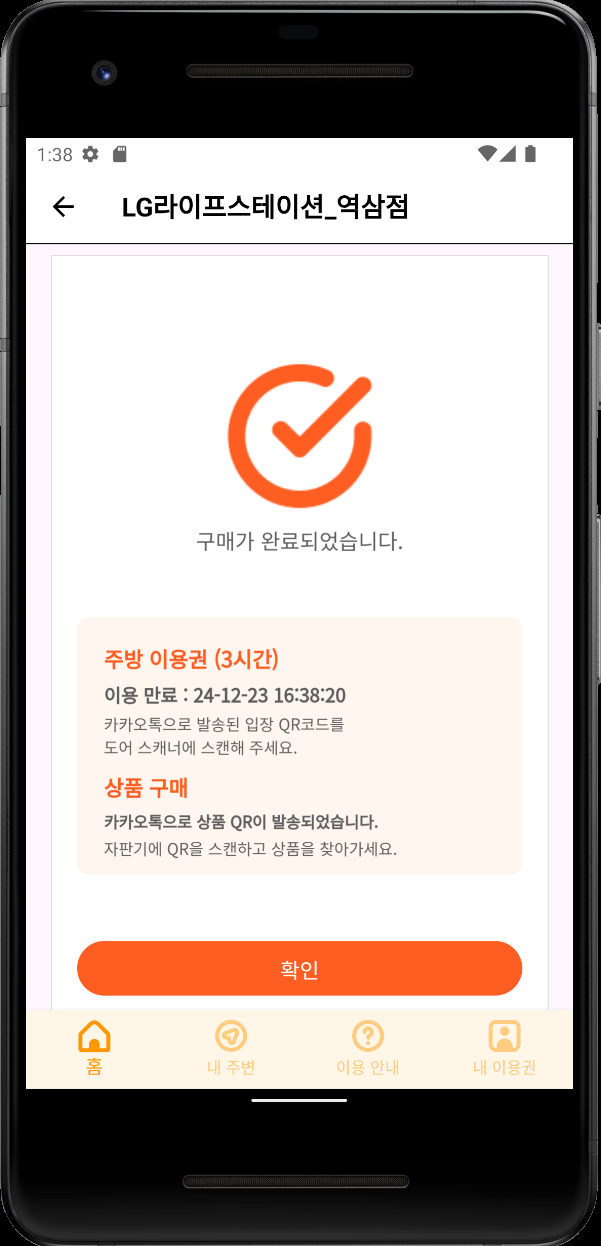 1:38
LG라이프스테이션_역삼점
구매가 완료되었습니다.
주방 이용권 (3시간)
이용 만료 : 24-12-23 16:38:20
카카오톡으로 발송된 입장 QR코드를
도어 스캐너에 스캔해 주세요.
상품 구매
카카오톡으로 상품 QR이 발송되었습니다.
자판기에 QR을 스캔하고 상품을 찾아가세요.
확인
홈
내 주변
이용 안내
내 이용권